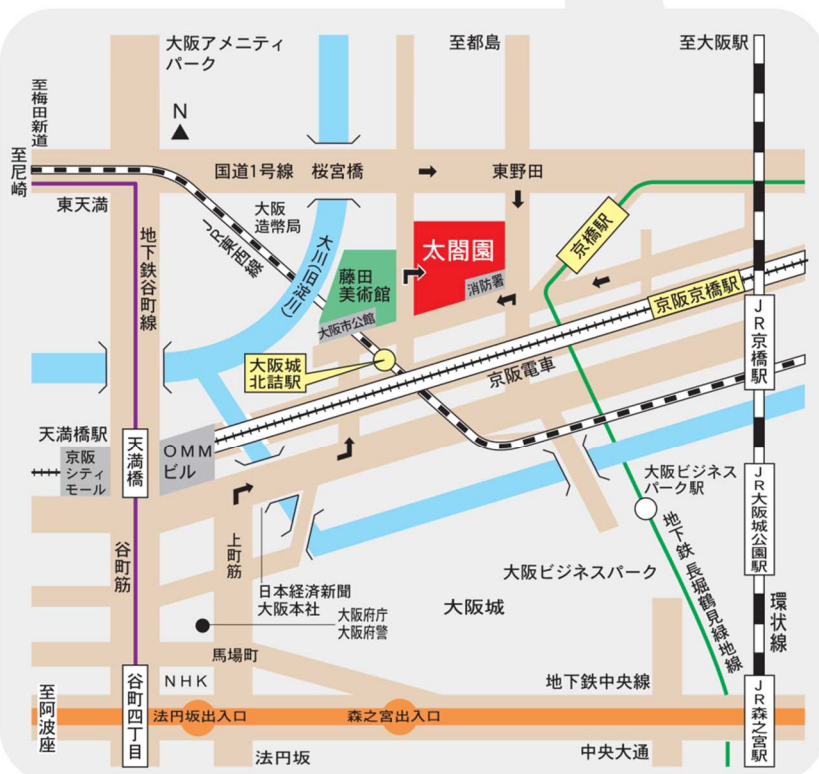 大阪アメニティ
パーク
至都島
至大阪駅
至梅田新道
N
至尼崎
国道1号線
桜宮橋
東野田
東天満
大阪
造幣局
JR東西線
大川(旧淀川)
地下鉄谷町線
藤田
美術館
太閤園
消防署
京橋駅
大阪市公館
京阪京橋駅
JR京橋駅
大阪城
北詰駅
京阪電車
天満橋駅
京阪
シティ
モール
天満橋
OMM
ビル
大阪ビジネス
パーク駅
JR大阪城公園駅
谷町筋
上町筋
地下鉄 長堀鶴見緑地線
日本経済新聞
大阪本社
大阪ビジネスパーク
大阪城
大阪府庁
大阪府警
環状線
馬場町
NHK
地下鉄中央線
至阿波座
谷町四丁目
法円坂出入口
森之宮出入口
JR森之宮駅
法円坂
中央大通